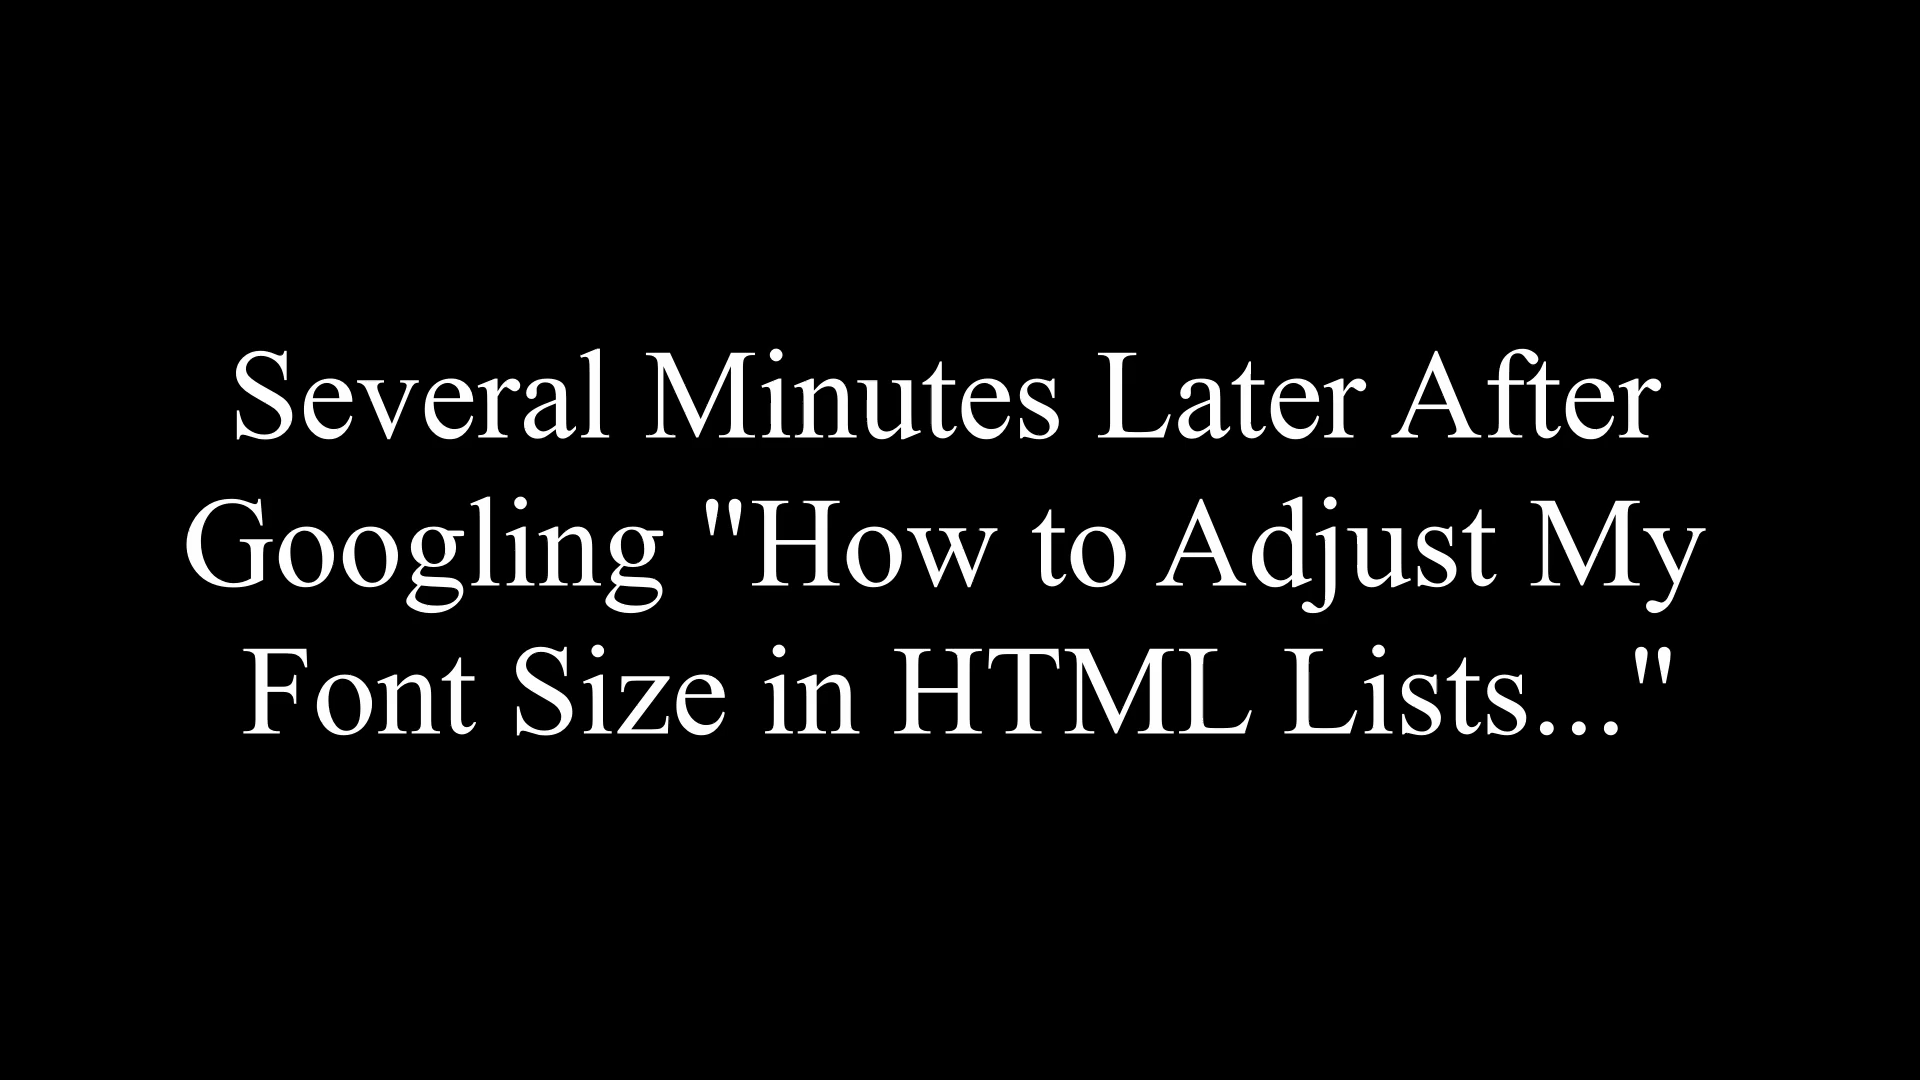 Several Minutes Later After
Googling "How to Adjust My
Font Size in HTML Lists..."